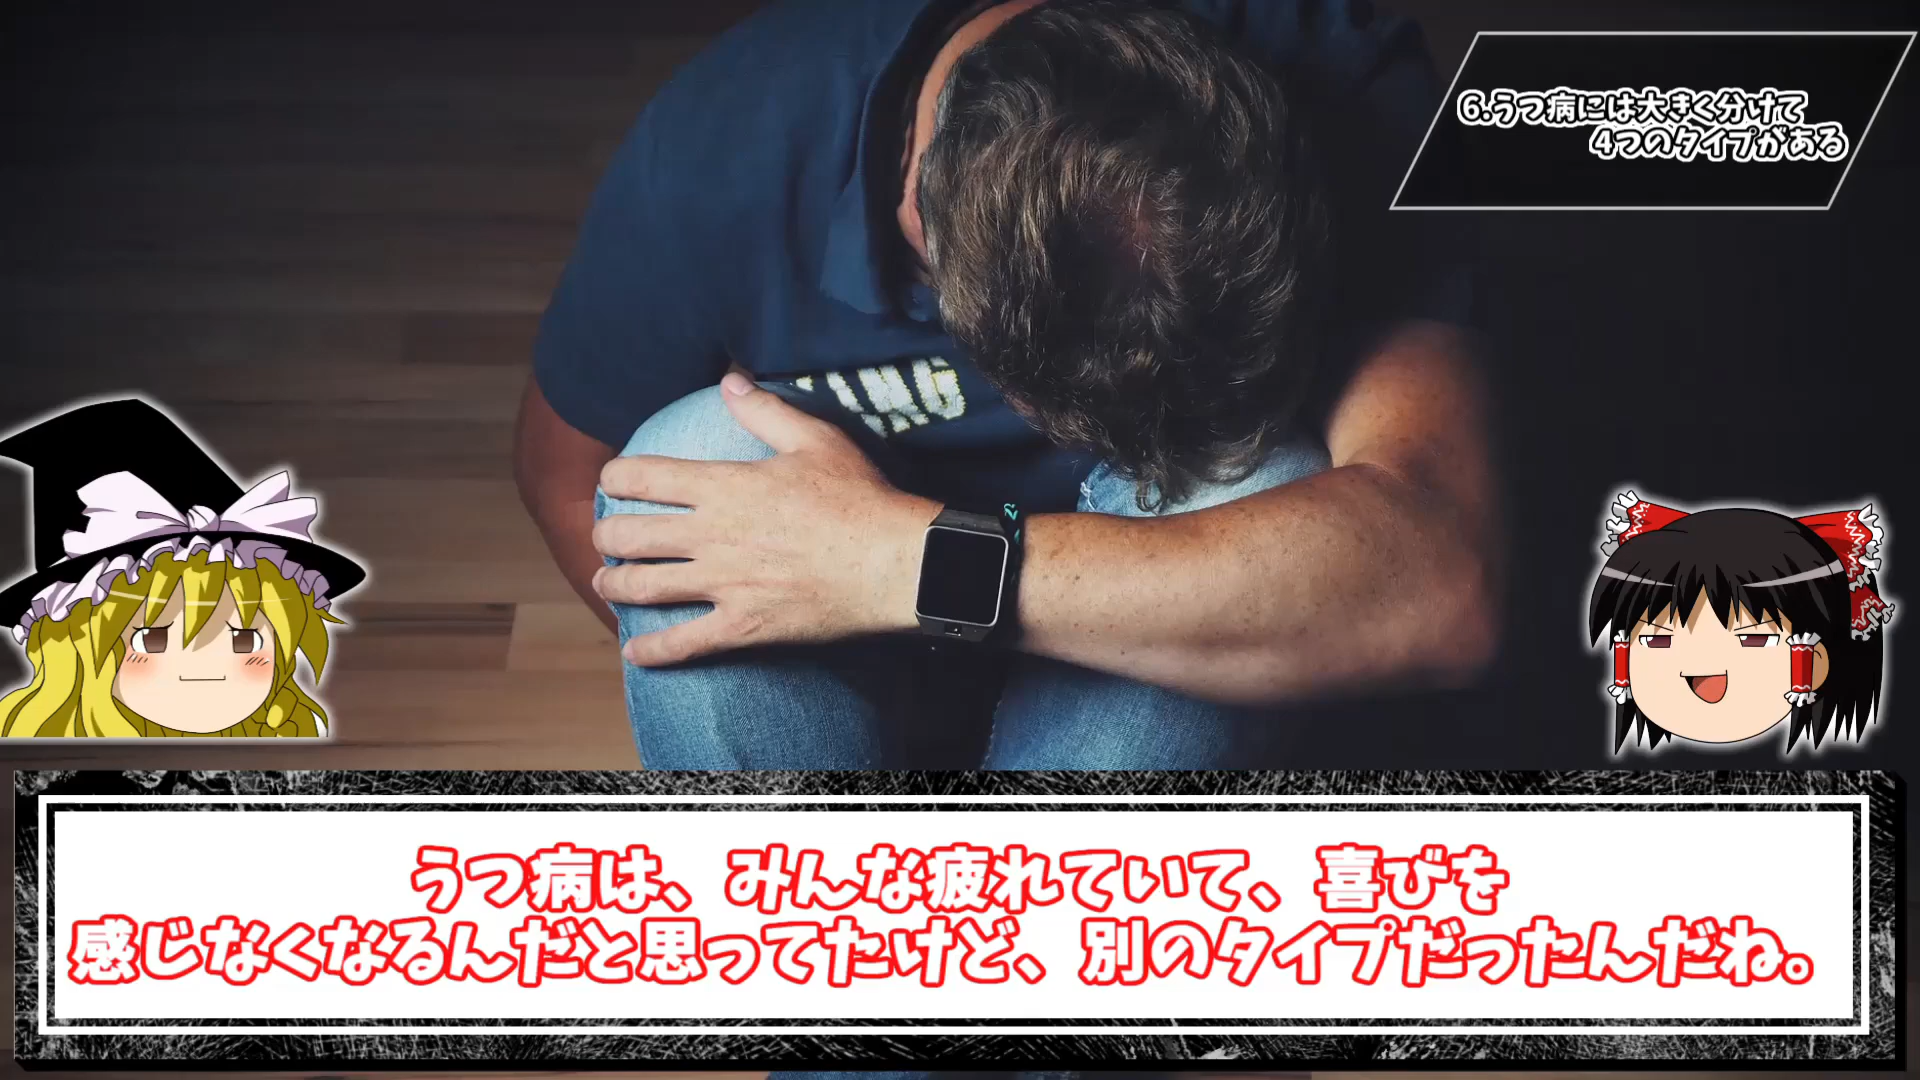 6.うつ病には大きく分けて
4つのタイプがある
うつ病は、みんな疲れていて、喜びを
感じなくなるんだと思ってたけど、別のタイプだったんだね。